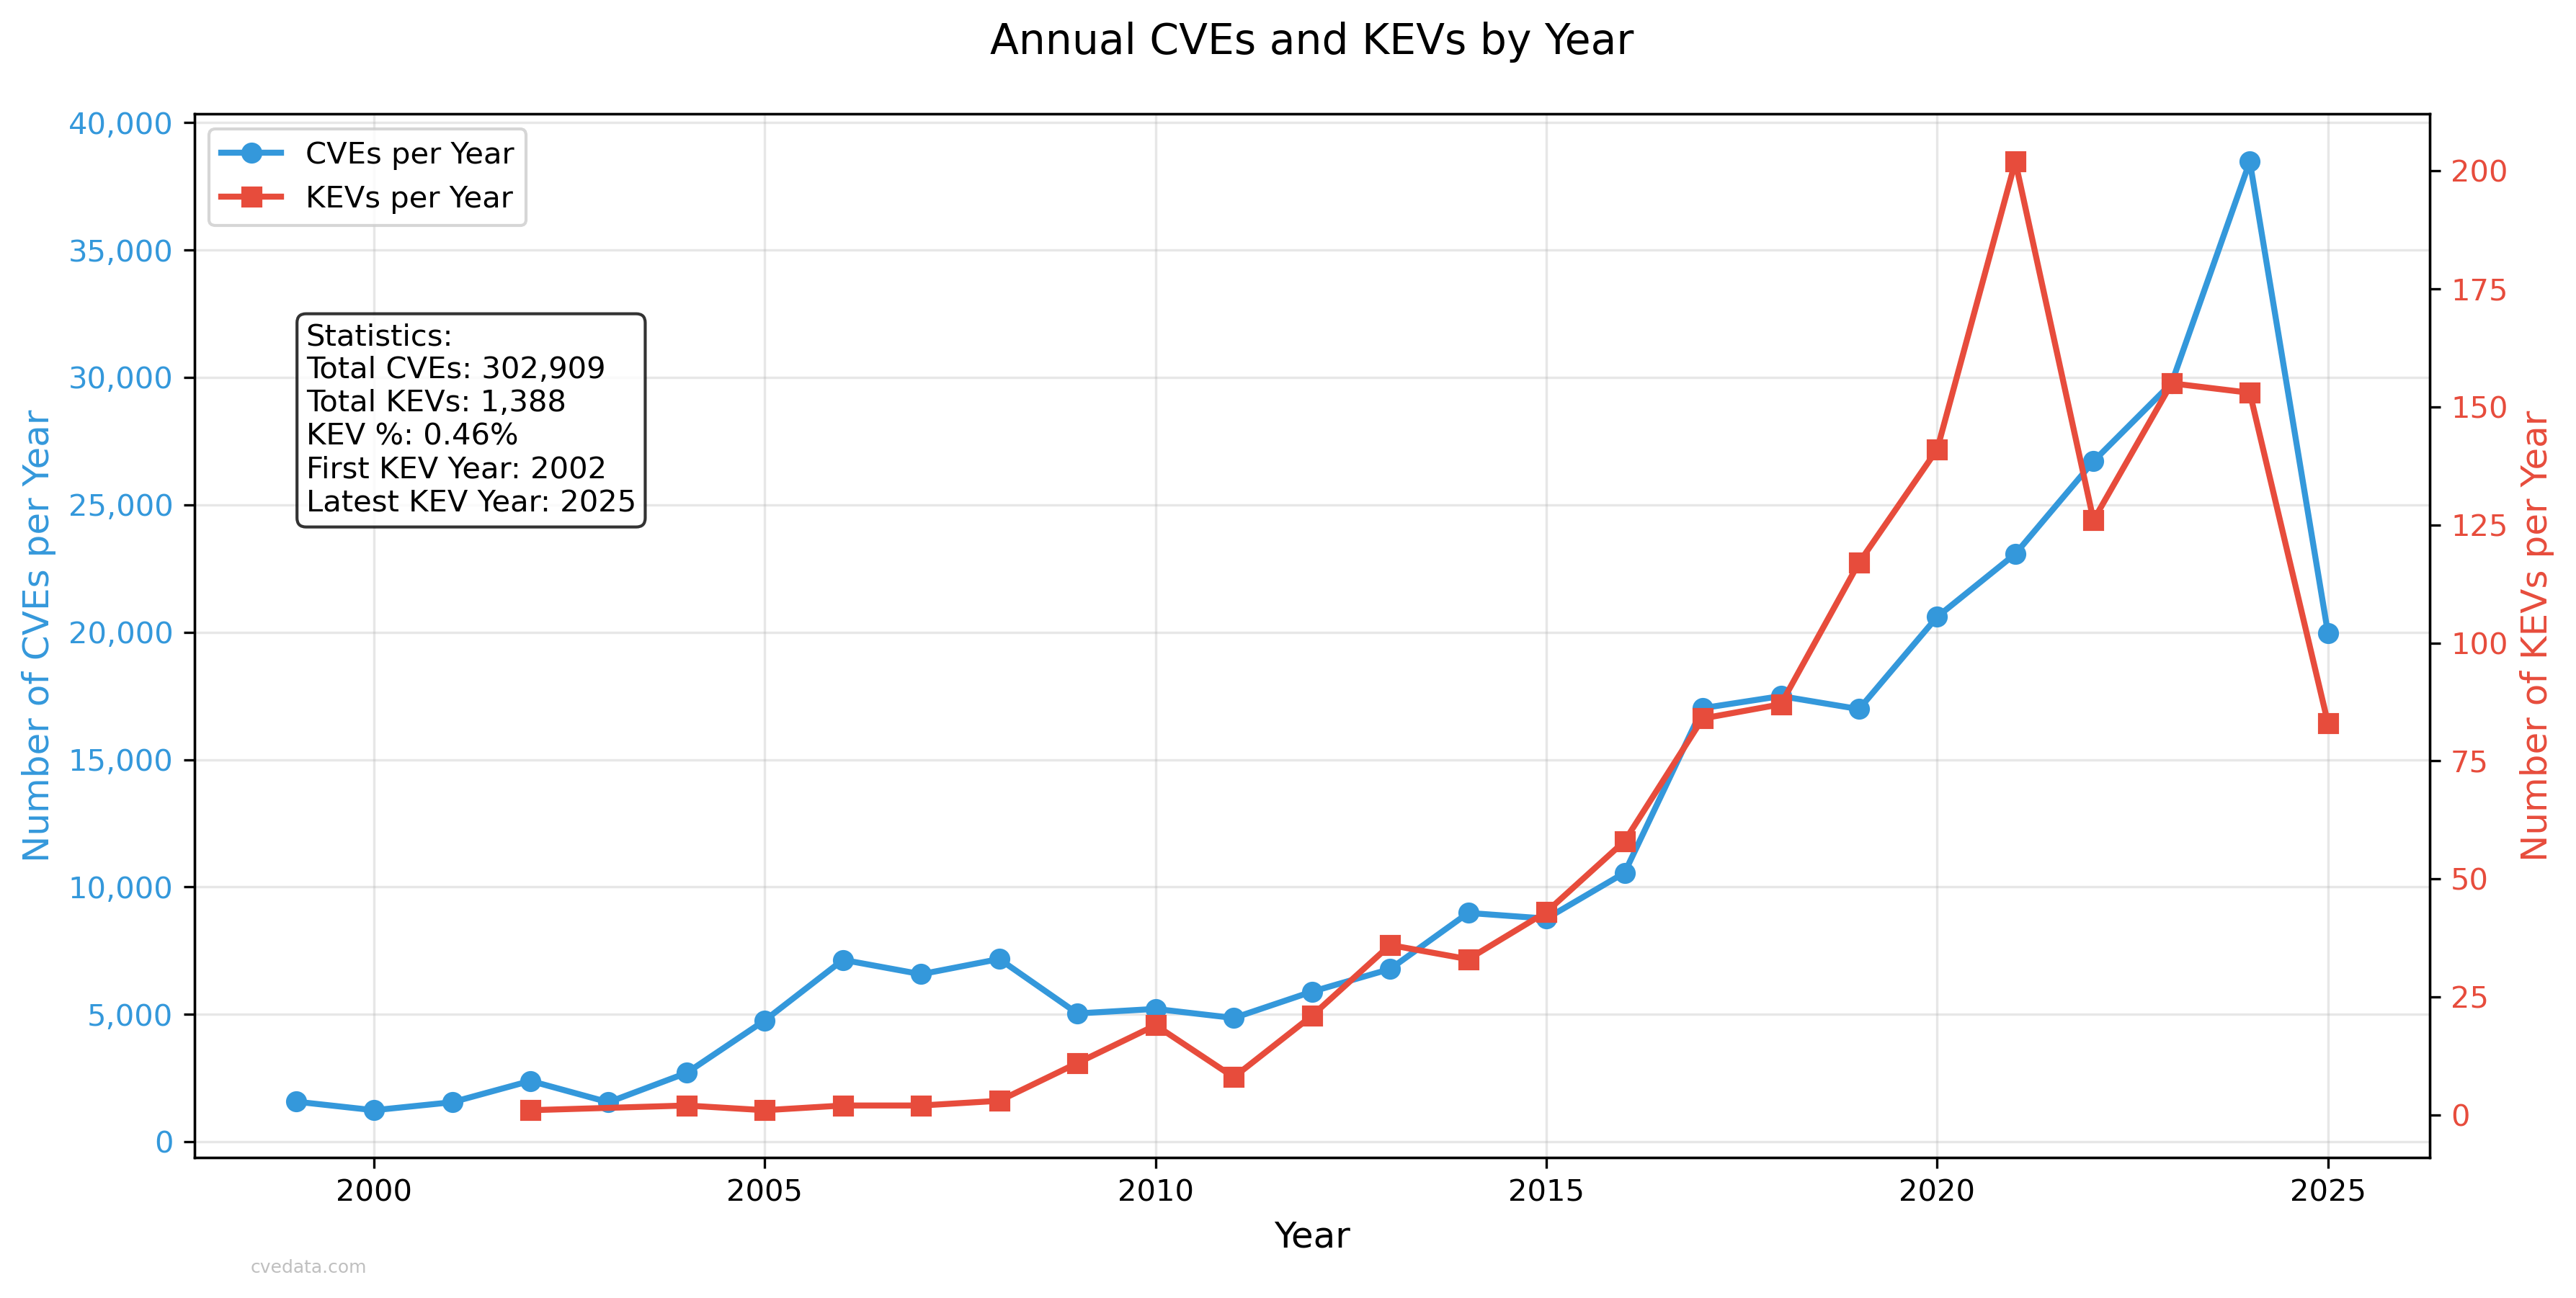 Annual CVEs and KEVs by Year
CVEs per Year
KEVs per Year
Statistics:
Total CVEs: 302,909
Total KEVs: 1,388
KEV %: 0.46%
First KEV Year: 2002
Latest KEV Year: 2025
Number of CVEs per Year
40,000
35,000
30,000
25,000
20,000
15,000
10,000
5,000
0
200
175
150
125
100
75
50
25
0
Number of KEVs per Year
2000
2005
2010
2015
2020
2025
Year
cvedata.com